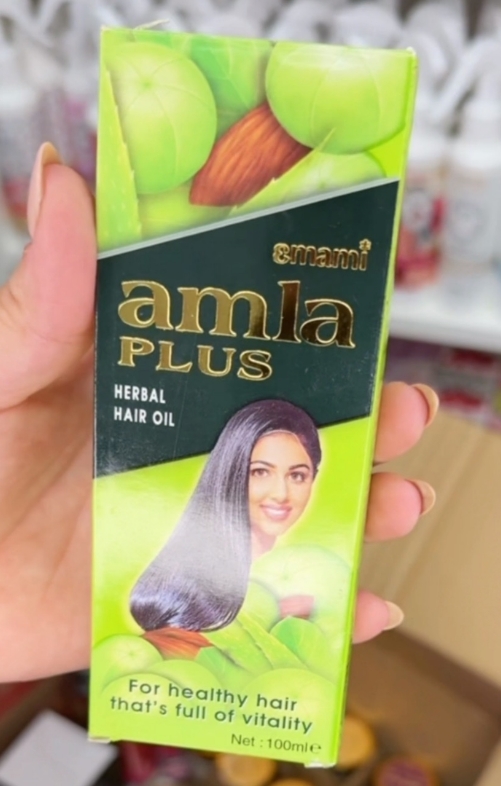 emami
amla
PLUS
HERBAL
HAIR OIL
For healthy hair
that's full of vitality
Net : 100ml e